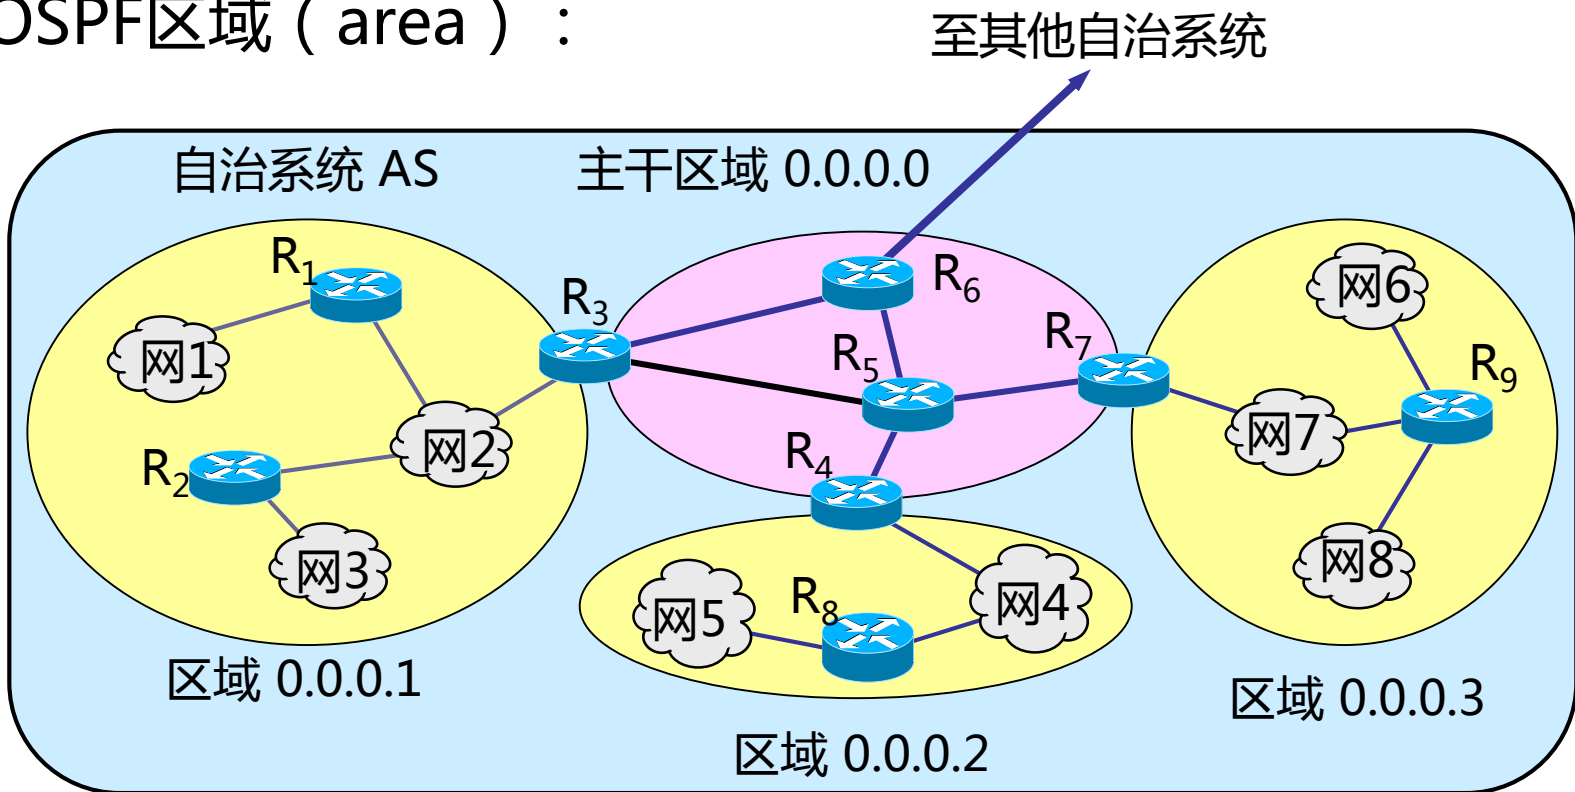 OSPF区域（area）：
至其他自治系统
自治系统 AS
主干区域 0.0.0.0
R1
R3
R6
网6
R7
R9
网1
R5
网2
网7
R4
R2
网3
网8
R8
网4
网5
区域 0.0.0.1
区域 0.0.0.3
区域 0.0.0.2